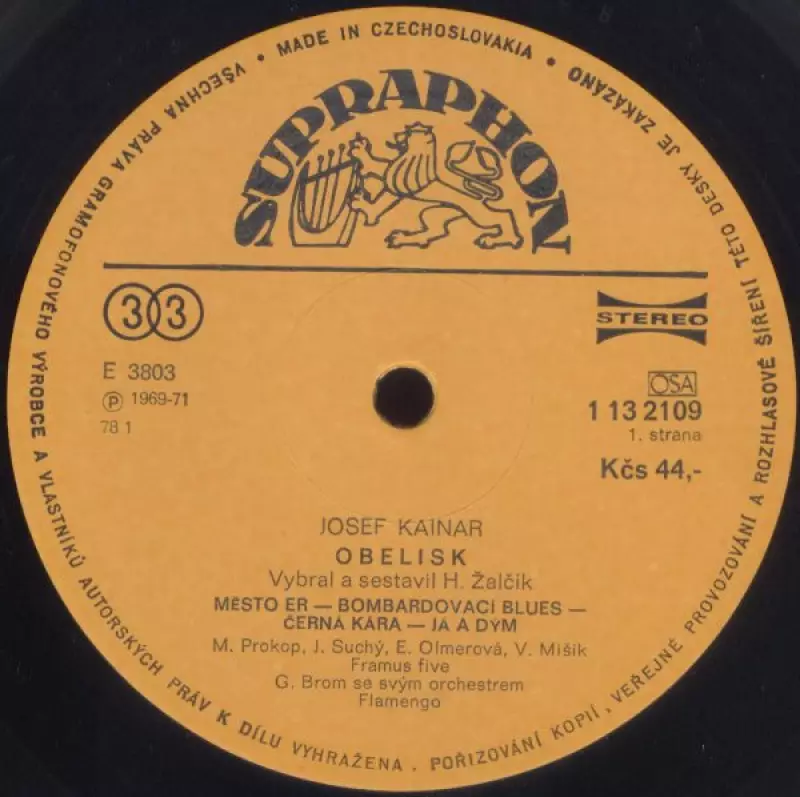 • MADE IN CZECHOSLOVAKIA •
VŠECHNA PRÁVA GRAMOFONOVÉHO VÝROBCE A VLASTNÍKŮ AUTORSKÝCH PRÁV K DÍLU VYHRAŽENA. POŘIZOVÁNÍ KOPIÍ, VEŘEJNÉ PROVOZOVÁNÍ A ROZHLASOVÉ ŠÍŘENÍ TÉTO DESKY JE ZAKÁZÁNO
SUPRAPHON
33
STEREO
E 3803
Ⓟ 1969-71
78 1
OSA
1 13 2109
1. strana
Kčs 44,-
JOSEF KAINAR
OBELISK
Vybral a sestavil H. Žalčík
MĚSTO ER — BOMBARDOVACÍ BLUES —
ČERNÁ KÁRA — JÁ A DÝM
M. Prokop, J. Suchý, E. Olmerová, V. Mišík
Framus five
G. Brom se svým orchestrem
Flamengo